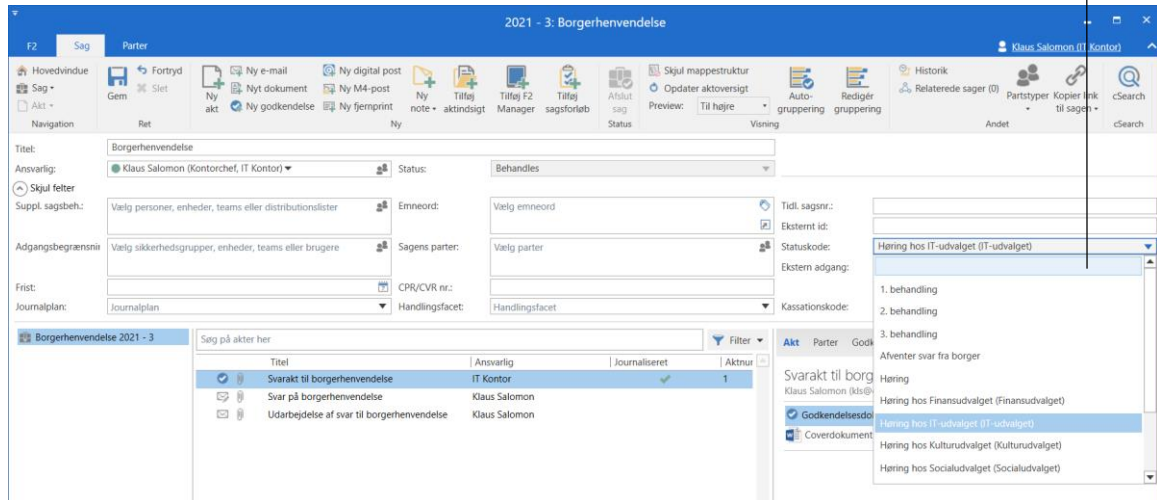 2021 - 3: Borgerhenvendelse
F2 Sag Parter Klaus Salomon (IT Kontor)
Hovedvindue
Sag
Akt
Navigation
Gem
Fortryd
Slet
Ret
Ny akt
Ny e-mail
Nyt dokument
Ny godkendelse
Ny digital post
Ny M4-post
Ny fjernprint
Ny note
Tilføj aktindsigt
Tilføj F2 Manager
Tilføj sagsforløb
Ny
Afslut sag
Status
Skjul mappestruktur
Opdater aktoversigt
Preview: Til højre
Auto-gruppering
Redigér gruppering
Visning
Historik
Relaterede sager (0)
Partstyper
Kopier link til sagen
Andet
cSearch
cSearch
Titel: Borgerhenvendelse
Ansvarlig: Klaus Salomon (Kontorchef, IT Kontor) Status: Behandles
Skjul felter
Suppl. sagsbeh.: Vælg personer, enheder, teams eller distributionslister Emneord: Vælg emneord Tidl. sagsnr.:
Eksternt id:
Adgangsbegrænsnin Vælg sikkerhedsgrupper, enheder, teams eller brugere Sagens parter: Vælg parter Statuskode: Høring hos IT-udvalget (IT-udvalget)
Ekstern adgang:
Frist: CPR/CVR nr.:
Journalplan: Journalplan Handlingsfacet: Handlingsfacet Kassationskode:
1. behandling
2. behandling
3. behandling
Afventer svar fra borger
Høring
Høring hos Finansudvalget (Finansudvalget)
Høring hos IT-udvalget (IT-udvalget)
Høring hos Kulturudvalget (Kulturudvalget)
Høring hos Socialudvalget (Socialudvalget)
Borgerhenvendelse 2021 - 3
Søg på akter her Filter
Titel Ansvarlig Journaliseret Aktnur
Svarakt til borgerhenvendelse IT Kontor 1
Svar på borgerhenvendelse Klaus Salomon
Udarbejdelse af svar til borgerhenvendelse Klaus Salomon
Akt Parter Godk
Svarakt til borg
Klaus Salomon (kls@
Godkendelsesdo
Coverdokument